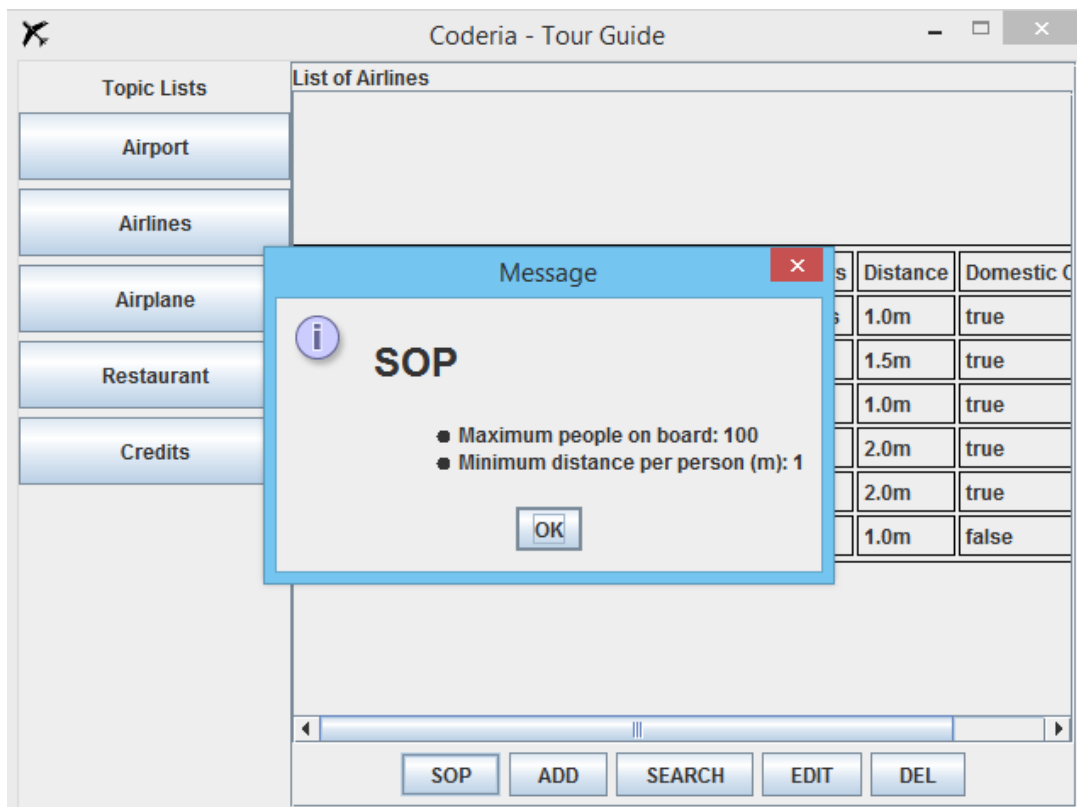 Coderia - Tour Guide
Topic Lists
Airport
Airlines
Airplane
Restaurant
Credits
List of Airlines
Distance Domestic
1.0m true
1.5m true
1.0m true
2.0m true
2.0m true
1.0m false
Message
SOP
Maximum people on board: 100
Minimum distance per person (m): 1
OK
SOP ADD SEARCH EDIT DEL